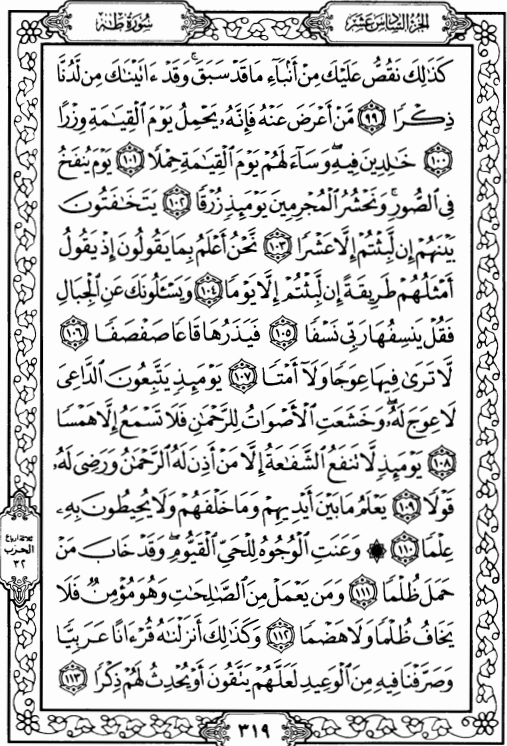 الجزء السادس عشر
سورة طه
كَذَٰلِكَ نَقُصُّ عَلَيْكَ مِنْ أَنۢبَآءِ مَا قَدْ سَبَقَ ۚ وَقَدْ ءَاتَيْنَٰكَ مِن لَّدُنَّا
ذِكْرًا ٩٩ مَّنْ أَعْرَضَ عَنْهُ فَإِنَّهُۥ يَحْمِلُ يَوْمَ ٱلْقِيَٰمَةِ وِزْرًا
١٠٠ خَٰلِدِينَ فِيهِ ۖ وَسَآءَ لَهُمْ يَوْمَ ٱلْقِيَٰمَةِ حِمْلًا ١٠١ يَوْمَ يُنفَخُ
فِى ٱلصُّورِ ۚ وَنَحْشُرُ ٱلْمُجْرِمِينَ يَوْمَئِذٍ زُرْقًا ١٠٢ يَتَخَٰفَتُونَ
بَيْنَهُمْ إِن لَّبِثْتُمْ إِلَّا عَشْرًا ١٠٣ نَّحْنُ أَعْلَمُ بِمَا يَقُولُونَ إِذْ يَقُولُ
أَمْثَلُهُمْ طَرِيقَةً إِن لَّبِثْتُمْ إِلَّا يَوْمًا ١٠٤ وَيَسْـَٔلُونَكَ عَنِ ٱلْجِبَالِ
فَقُلْ يَنسِفُهَا رَبِّى نَسْفًا ١٠٥ فَيَذَرُهَا قَاعًا صَفْصَفًا ١٠٦
لَّا تَرَىٰ فِيهَا عِوَجًا وَلَآ أَمْتًا ١٠٧ يَوْمَئِذٍ يَتَّبِعُونَ ٱلدَّاعِىَ
لَا عِوَجَ لَهُۥ ۖ وَخَشَعَتِ ٱلْأَصْوَاتُ لِلرَّحْمَٰنِ فَلَا تَسْمَعُ إِلَّا هَمْسًا
١٠٨ يَوْمَئِذٍ لَّا تَنفَعُ ٱلشَّفَٰعَةُ إِلَّا مَنْ أَذِنَ لَهُ ٱلرَّحْمَٰنُ وَرَضِىَ لَهُۥ
قَوْلًا ١٠٩ يَعْلَمُ مَا بَيْنَ أَيْدِيهِمْ وَمَا خَلْفَهُمْ وَلَا يُحِيطُونَ بِهِۦ
عِلْمًا ١١٠ ۞ وَعَنَتِ ٱلْوُجُوهُ لِلْحَىِّ ٱلْقَيُّومِ ۖ وَقَدْ خَابَ مَنْ
حَمَلَ ظُلْمًا ١١١ وَمَن يَعْمَلْ مِنَ ٱلصَّٰلِحَٰتِ وَهُوَ مُؤْمِنٌ فَلَا
يَخَافُ ظُلْمًا وَلَا هَضْمًا ١١٢ وَكَذَٰلِكَ أَنزَلْنَٰهُ قُرْءَانًا عَرَبِيًّا
وَصَرَّفْنَا فِيهِ مِنَ ٱلْوَعِيدِ لَعَلَّهُمْ يَتَّقُونَ أَوْ يُحْدِثُ لَهُمْ ذِكْرًا ١١٣
ثلاثة أرباع
الحزب
٣٢
٣١٩